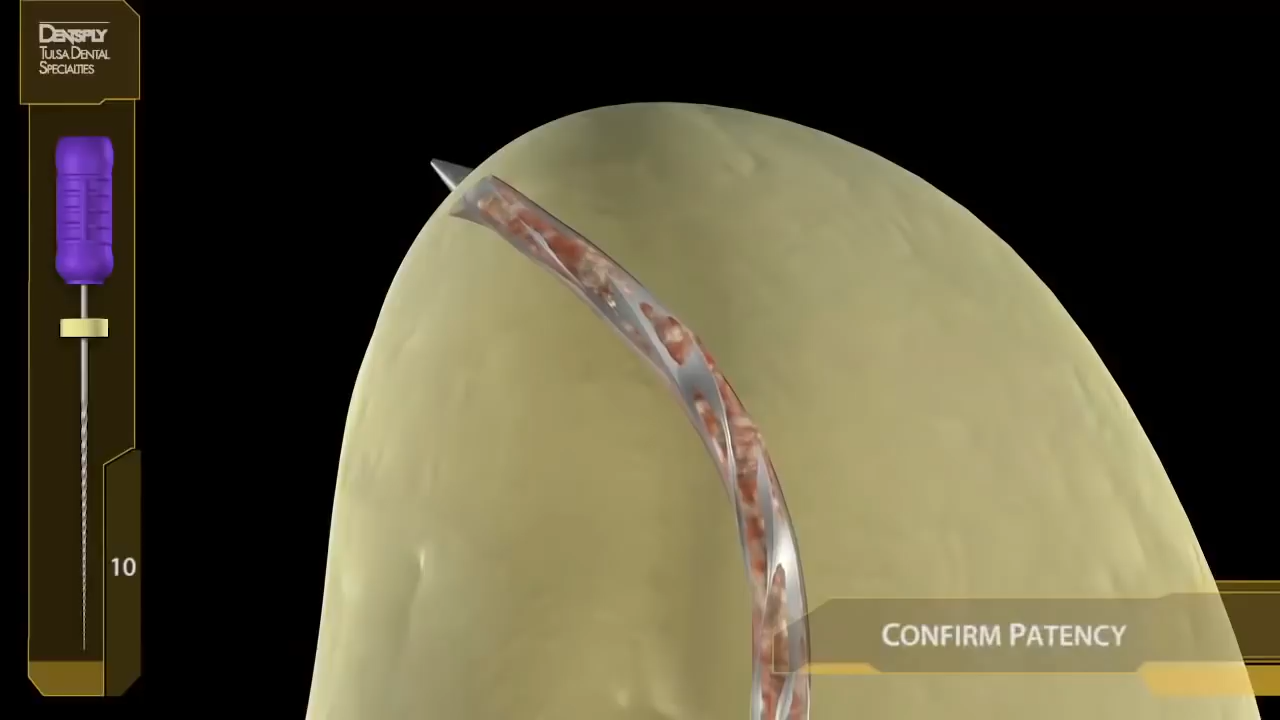 DENTSPLY
TULSA DENTAL
SPECIALTIES
10
CONFIRM PATENCY